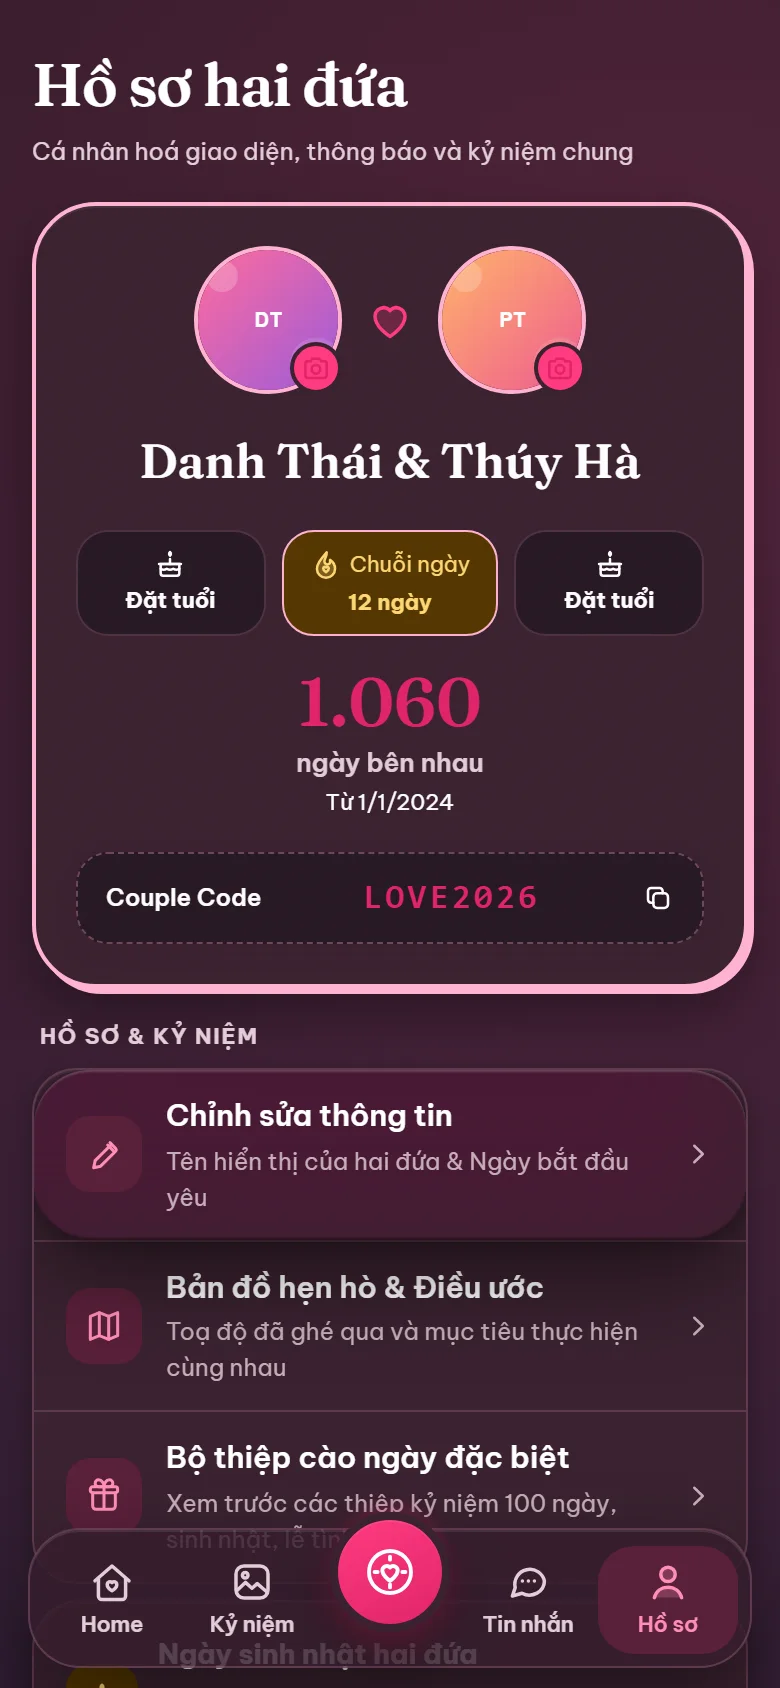 Hồ sơ hai đứa
Cá nhân hoá giao diện, thông báo và kỷ niệm chung
DT
PT
Danh Thái & Thúy Hà
Đặt tuổi
Chuỗi ngày
12 ngày
Đặt tuổi
1.060
ngày bên nhau
Từ 1/1/2024
Couple Code
LOVE2026
HỒ SƠ & KỶ NIỆM
Chỉnh sửa thông tin
Tên hiển thị của hai đứa & Ngày bắt đầu
yêu
Bản đồ hẹn hò & Điều ước
Toạ độ đã ghé qua và mục tiêu thực hiện
cùng nhau
Bộ thiệp cào ngày đặc biệt
Xem trước các thiệp kỷ niệm 100 ngày,
sinh nhật, lễ tìn
Home
Kỷ niệm
Tin nhắn
Hồ sơ
Ngày sinh nhật hai đứa